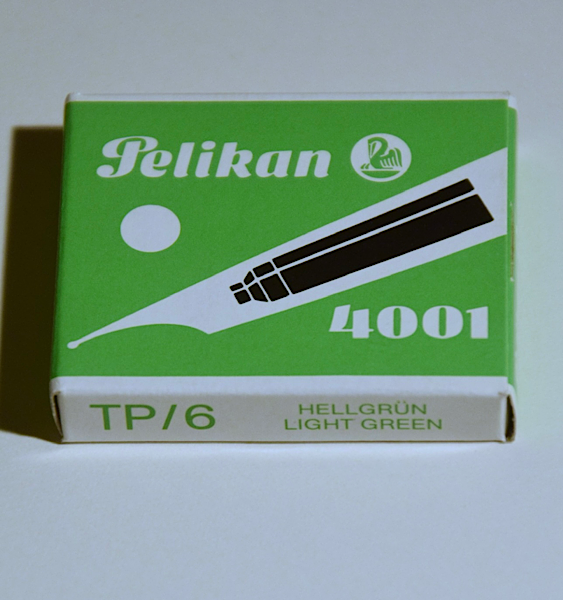 Pelikan
4001
TP/6
HELLGRÜN
LIGHT GREEN